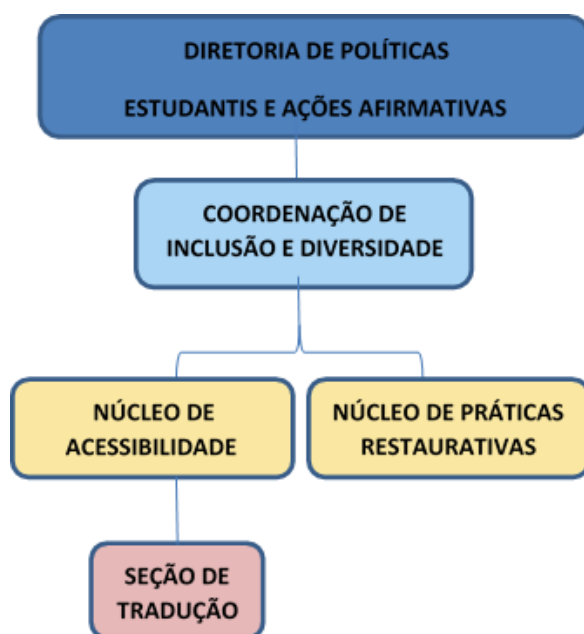 DIRETORIA DE POLÍTICAS
ESTUDANTIS E AÇÕES AFIRMATIVAS
COORDENAÇÃO DE
INCLUSÃO E DIVERSIDADE
NÚCLEO DE
ACESSIBILIDADE
NÚCLEO DE PRÁTICAS
RESTAURATIVAS
SEÇÃO DE
TRADUÇÃO